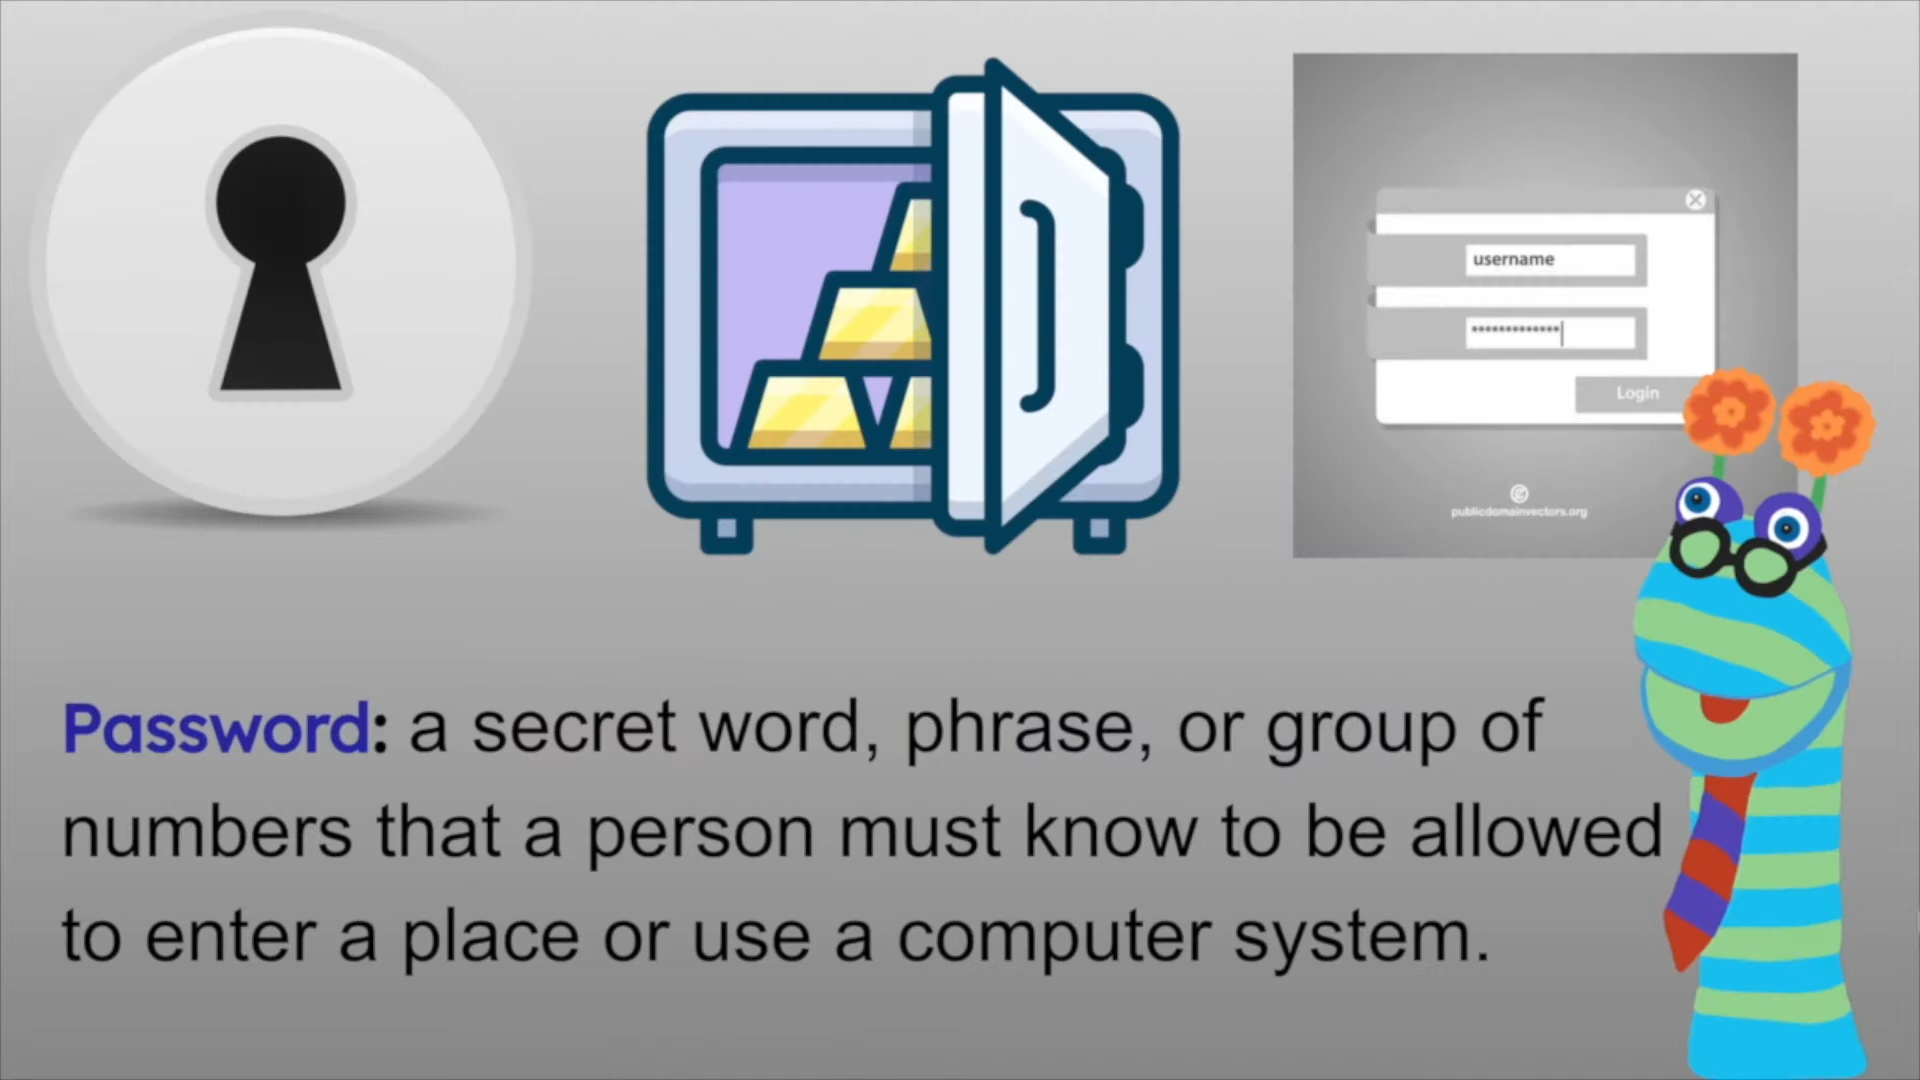 username
•••••••••••••
Login
publicdomainvectors.org
Password: a secret word, phrase, or group of
numbers that a person must know to be allowed
to enter a place or use a computer system.